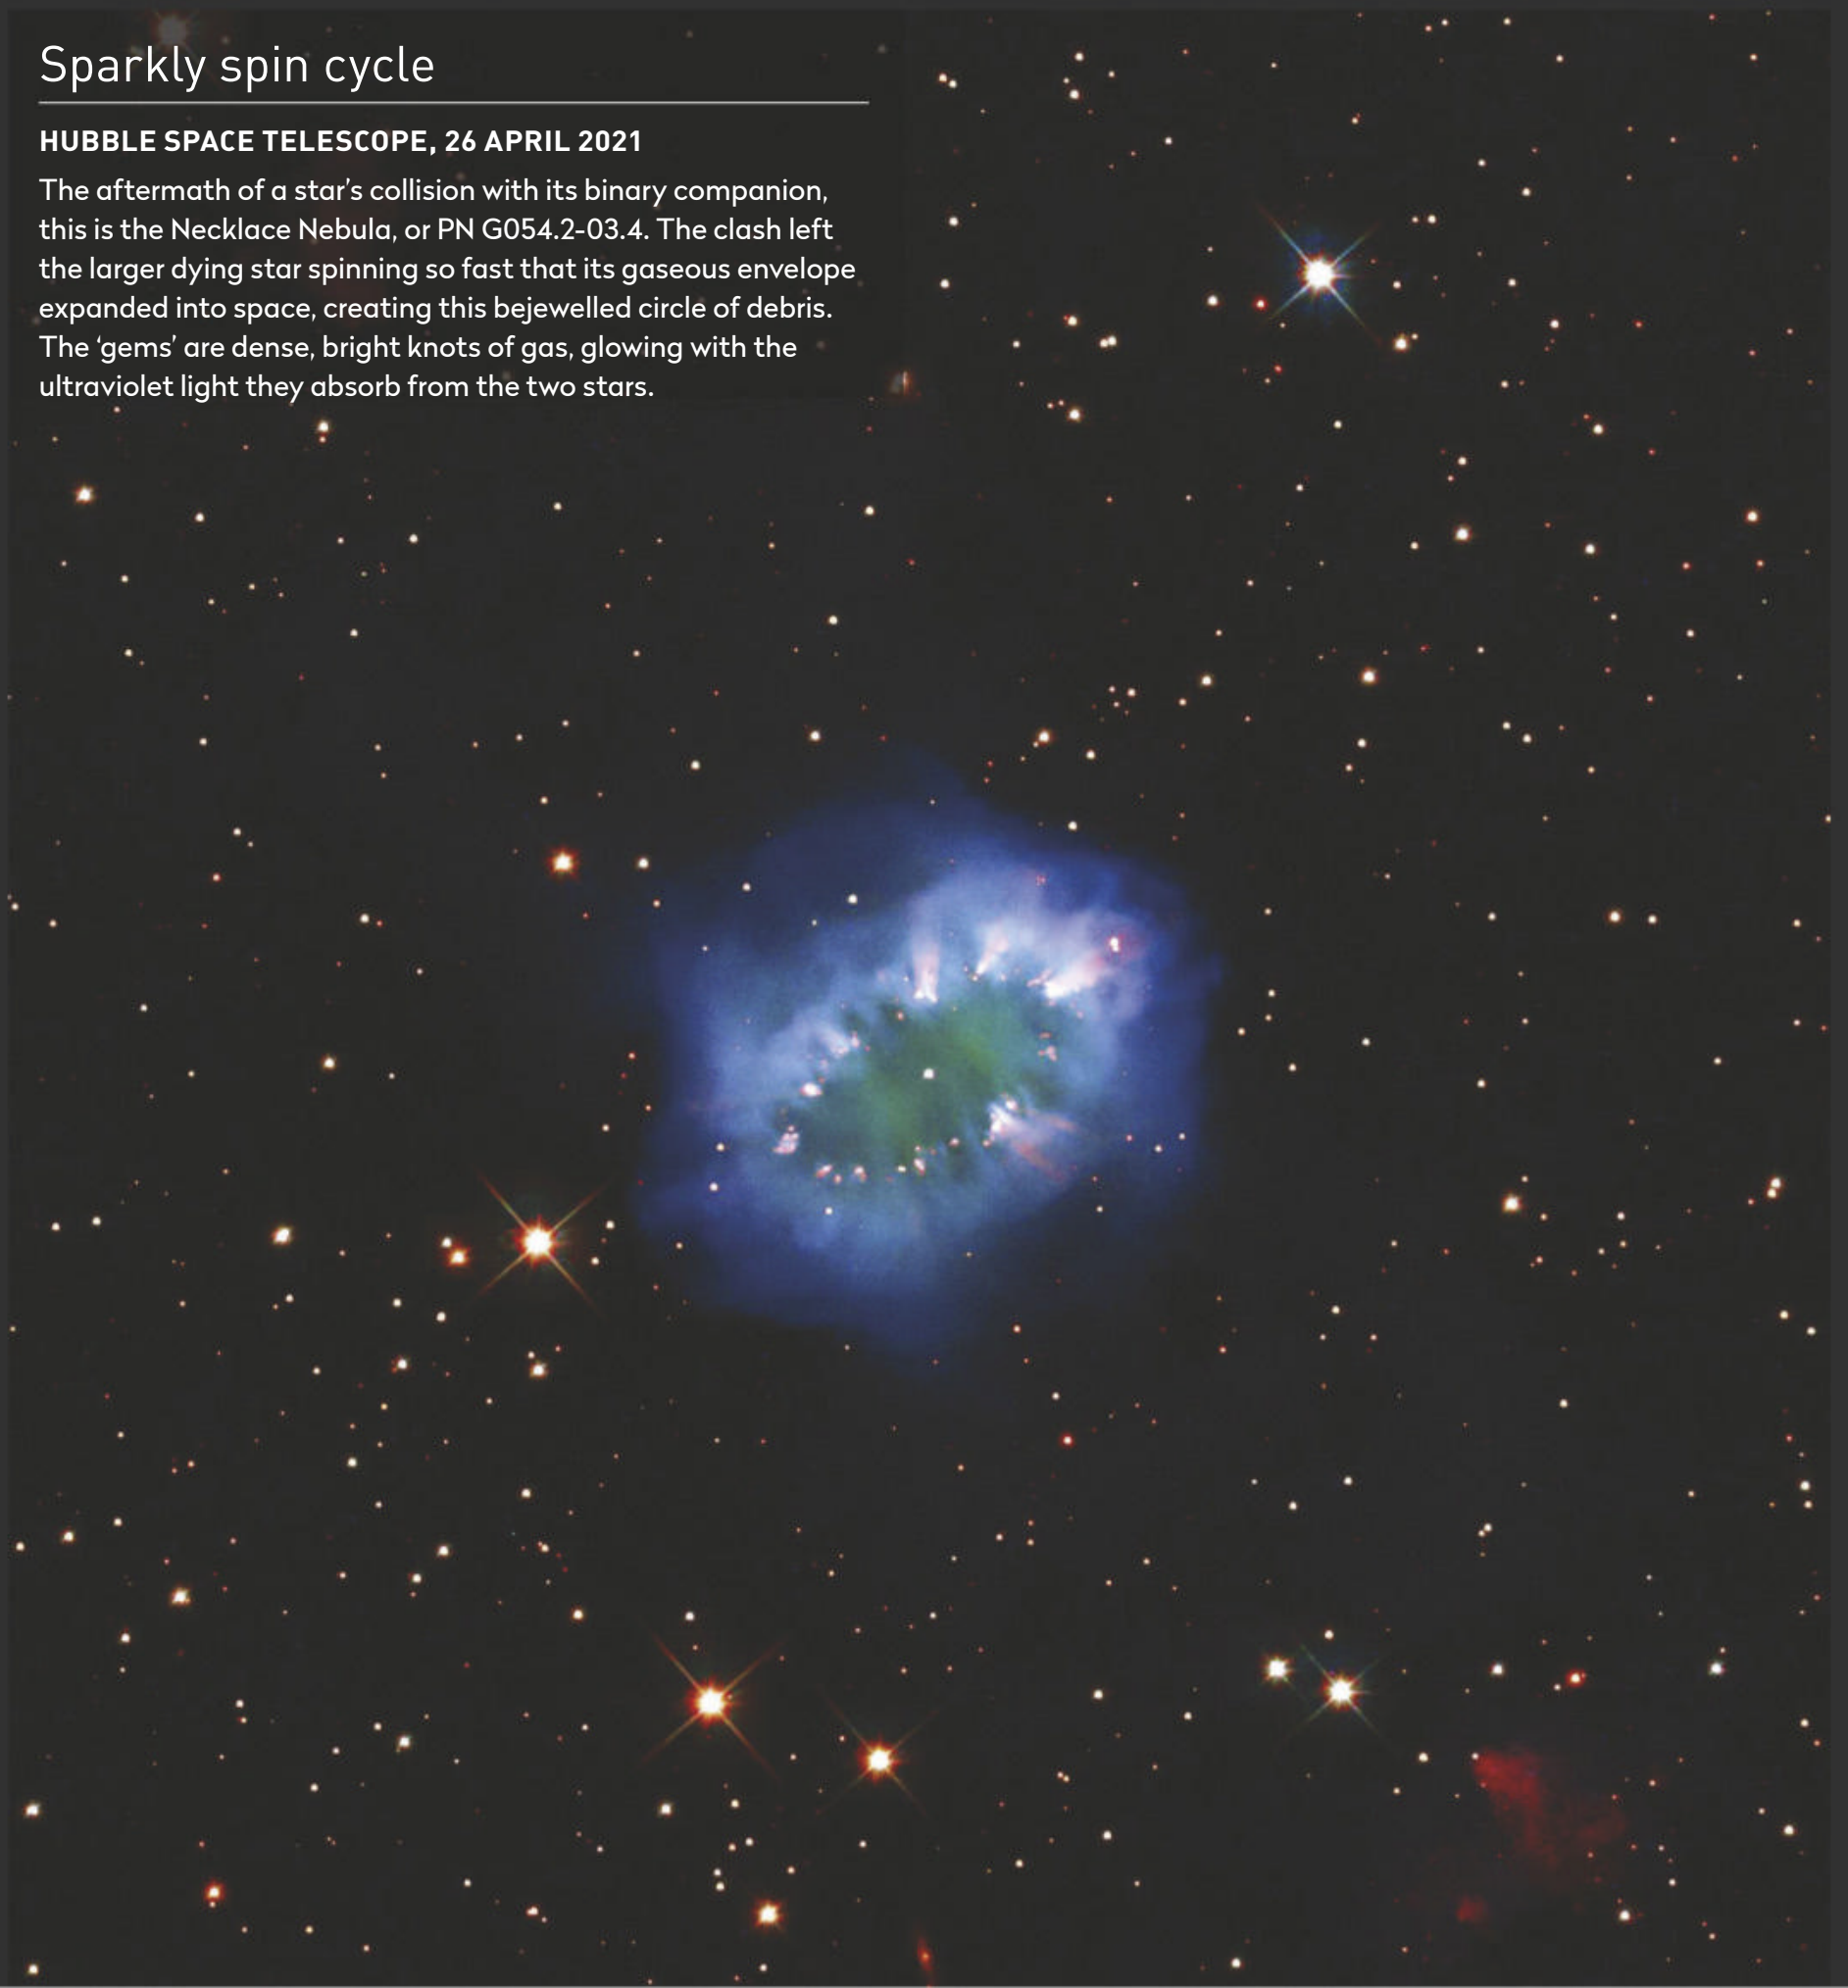 Sparkly spin cycle
HUBBLE SPACE TELESCOPE, 26 APRIL 2021
The aftermath of a star’s collision with its binary companion,
this is the Necklace Nebula, or PN G054.2-03.4. The clash left
the larger dying star spinning so fast that its gaseous envelope
expanded into space, creating this bejewelled circle of debris.
The ‘gems’ are dense, bright knots of gas, glowing with the
ultraviolet light they absorb from the two stars.